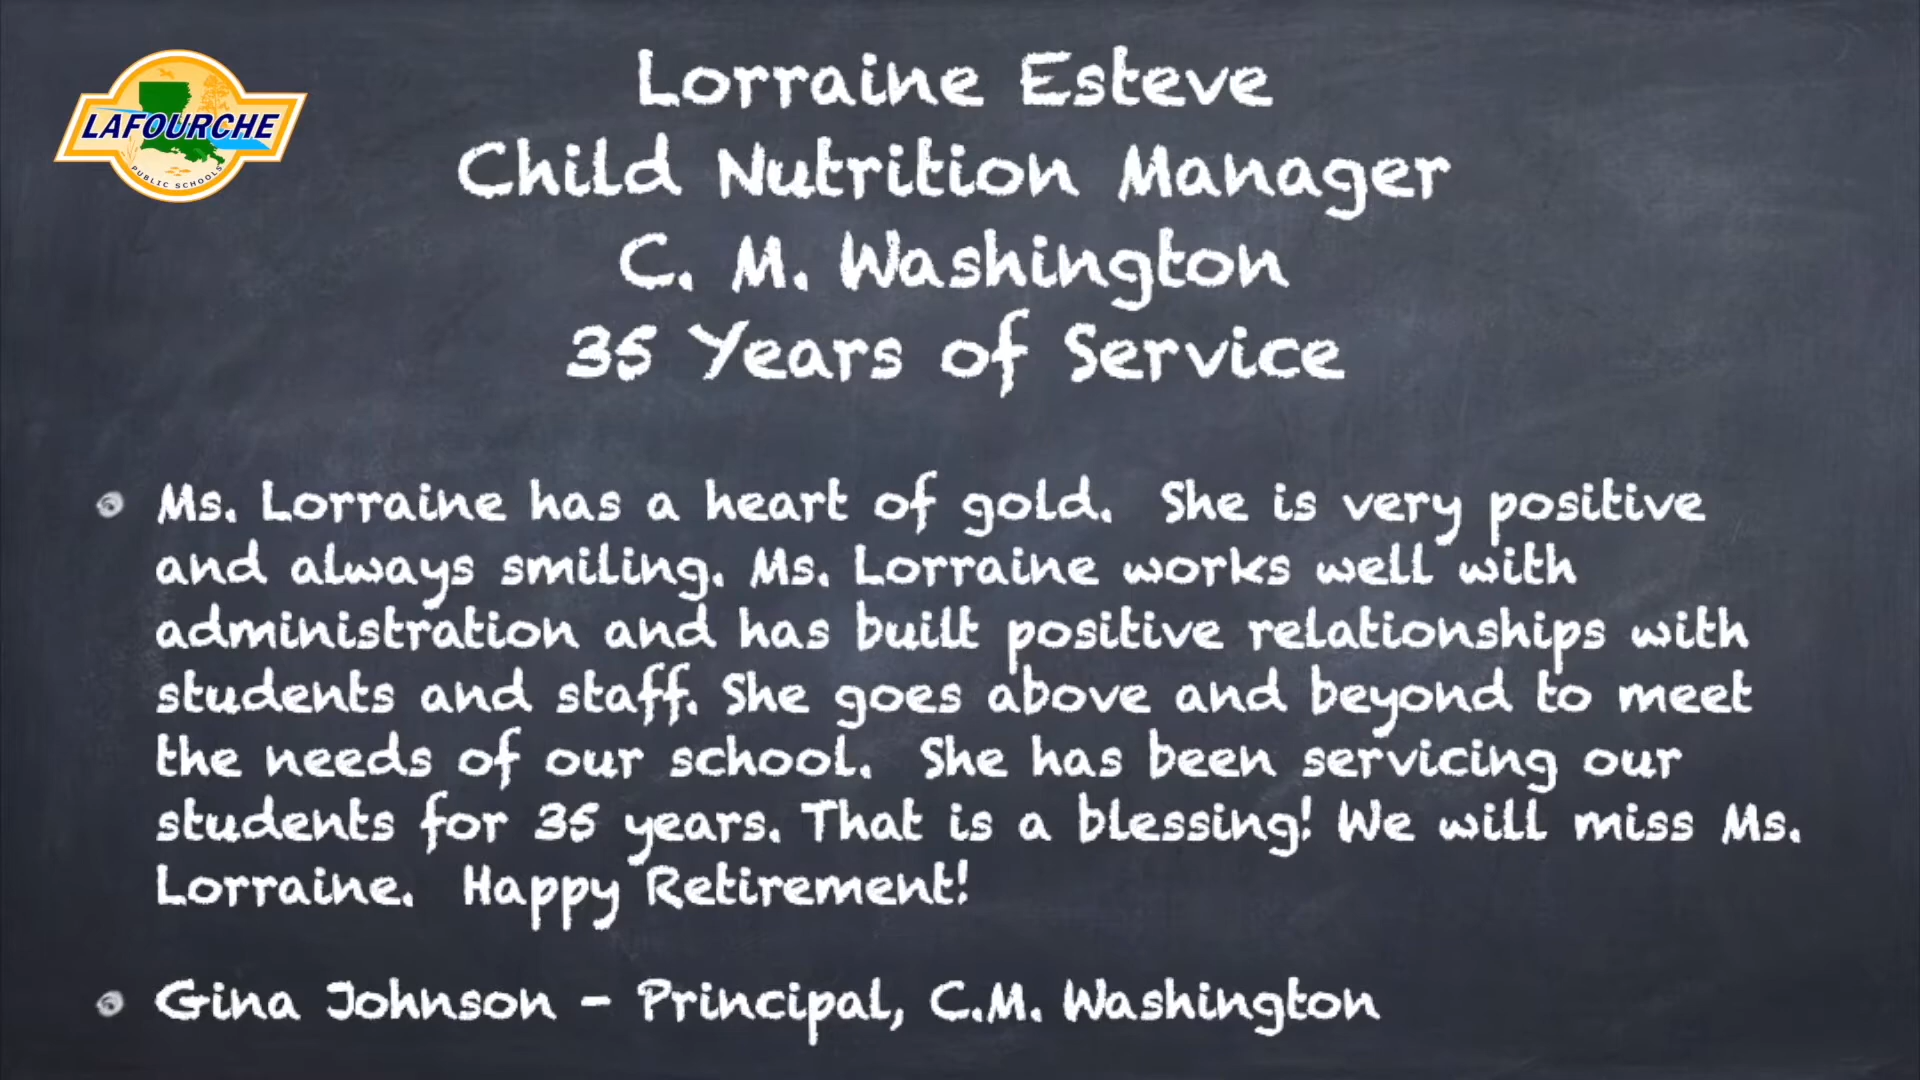 LAFOURCHE
PUBLIC SCHOOLS
Lorraine Esteve
Child Nutrition Manager
C. M. Washington
35 Years of Service
Ms. Lorraine has a heart of gold.  She is very positive
and always smiling. Ms. Lorraine works well with
administration and has built positive relationships with
students and staff. She goes above and beyond to meet
the needs of our school.  She has been servicing our
students for 35 years. That is a blessing! We will miss Ms.
Lorraine.  Happy Retirement!
Gina Johnson - Principal, C.M. Washington